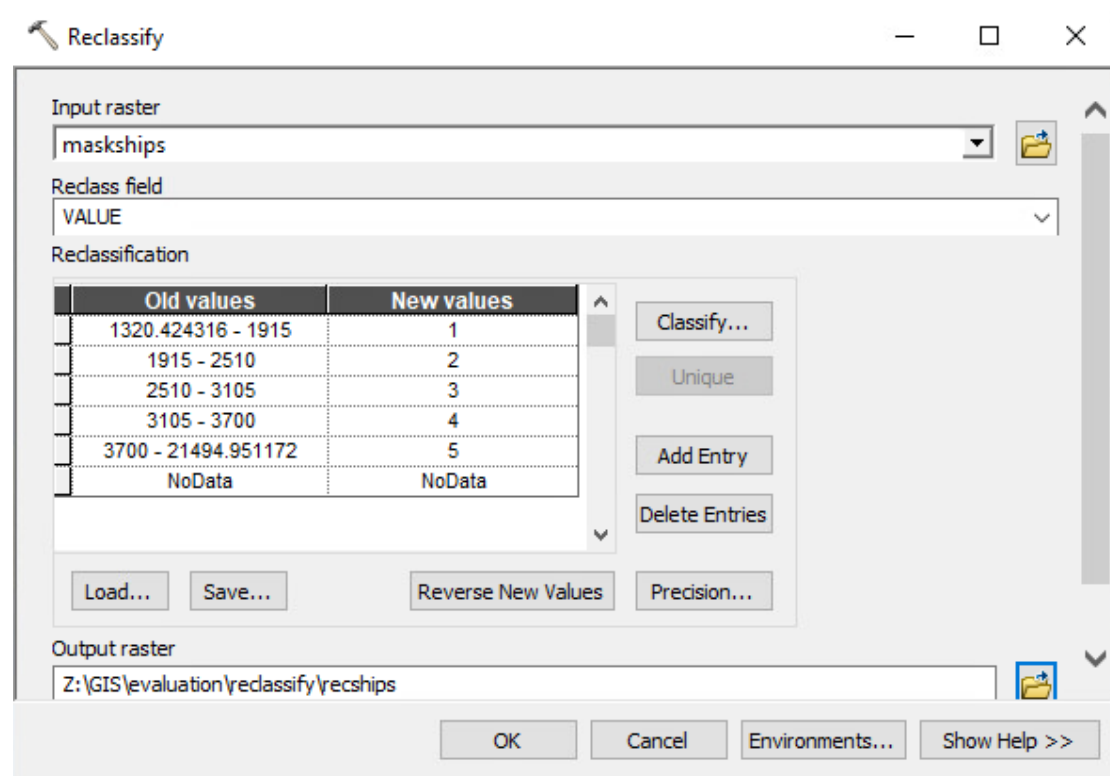 Reclassify
Input raster
maskships
Reclass field
VALUE
Reclassification
Old values New values
1320.424316 - 1915 1
1915 - 2510 2
2510 - 3105 3
3105 - 3700 4
3700 - 21494.951172 5
NoData NoData
Classify...
Unique
Add Entry
Delete Entries
Load... Save... Reverse New Values Precision...
Output raster
Z:\GIS\evaluation\reclassify\recships
OK Cancel Environments... Show Help >>